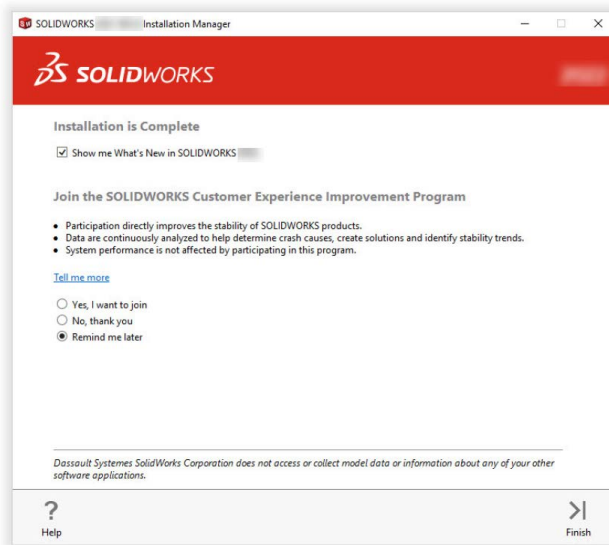 SOLIDWORKS Installation Manager
SOLIDWORKS
Installation is Complete
Show me What's New in SOLIDWORKS
Join the SOLIDWORKS Customer Experience Improvement Program
• Participation directly improves the stability of SOLIDWORKS products.
• Data are continuously analyzed to help determine crash causes, create solutions and identify stability trends.
• System performance is not affected by participating in this program.
Tell me more
Yes, I want to join
No, thank you
Remind me later
Dassault Systemes SolidWorks Corporation does not access or collect model data or information about any of your other
software applications.
Help
Finish